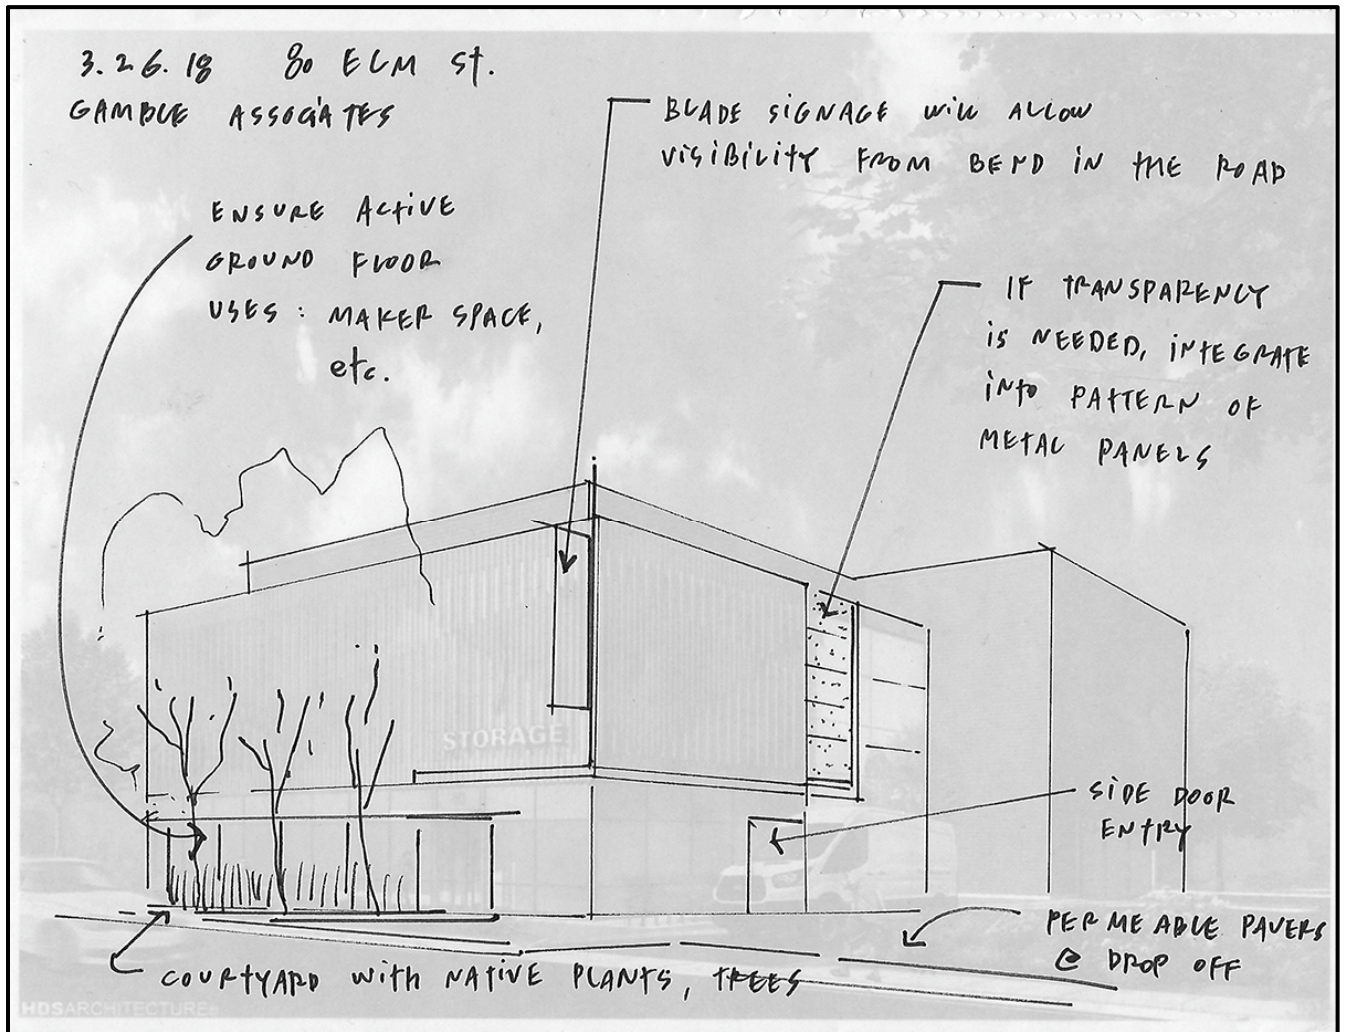 3.26.18 80 ELM St.
GAMBLE ASSOCIATES
BLADE SIGNAGE will ALLOW
VISIBILITY FROM BEND IN THE ROAD
ENSURE ACTIVE
GROUND FLOOR
USES: MAKER SPACE,
etc.
IF TRANSPARENCY
IS NEEDED, INTEGRATE
INTO PATTERN OF
METAL PANELS
STORAGE
SIDE DOOR
ENTRY
PERMEABLE PAVERS
@ DROP OFF
COURTYARD WITH NATIVE PLANTS, TREES
HDSARCHITECTURE